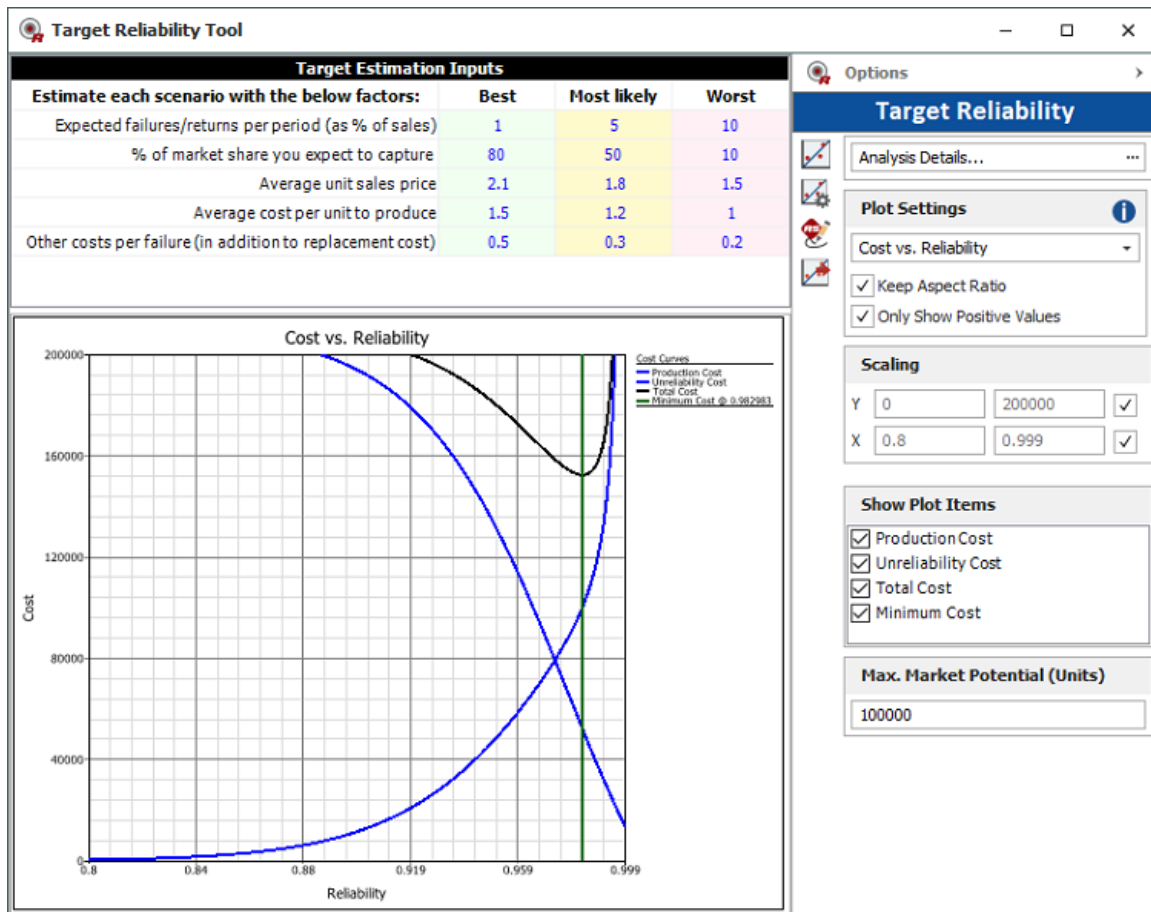 Target Reliability Tool
Target Estimation Inputs
Estimate each scenario with the below factors: Best Most likely Worst
Expected failures/returns per period (as % of sales) 1 5 10
% of market share you expect to capture 80 50 10
Average unit sales price 2.1 1.8 1.5
Average cost per unit to produce 1.5 1.2 1
Other costs per failure (in addition to replacement cost) 0.5 0.3 0.2
Cost vs. Reliability
Cost Curves
Production Cost
Unreliability Cost
Total Cost
Minimum Cost @ 0.982983
200000
160000
120000
80000
40000
0
Cost
0.8 0.84 0.88 0.919 0.959 0.999
Reliability
Options
Target Reliability
Analysis Details... ...
Plot Settings
Cost vs. Reliability
Keep Aspect Ratio
Only Show Positive Values
Scaling
Y 0 200000
X 0.8 0.999
Show Plot Items
Production Cost
Unreliability Cost
Total Cost
Minimum Cost
Max. Market Potential (Units)
100000